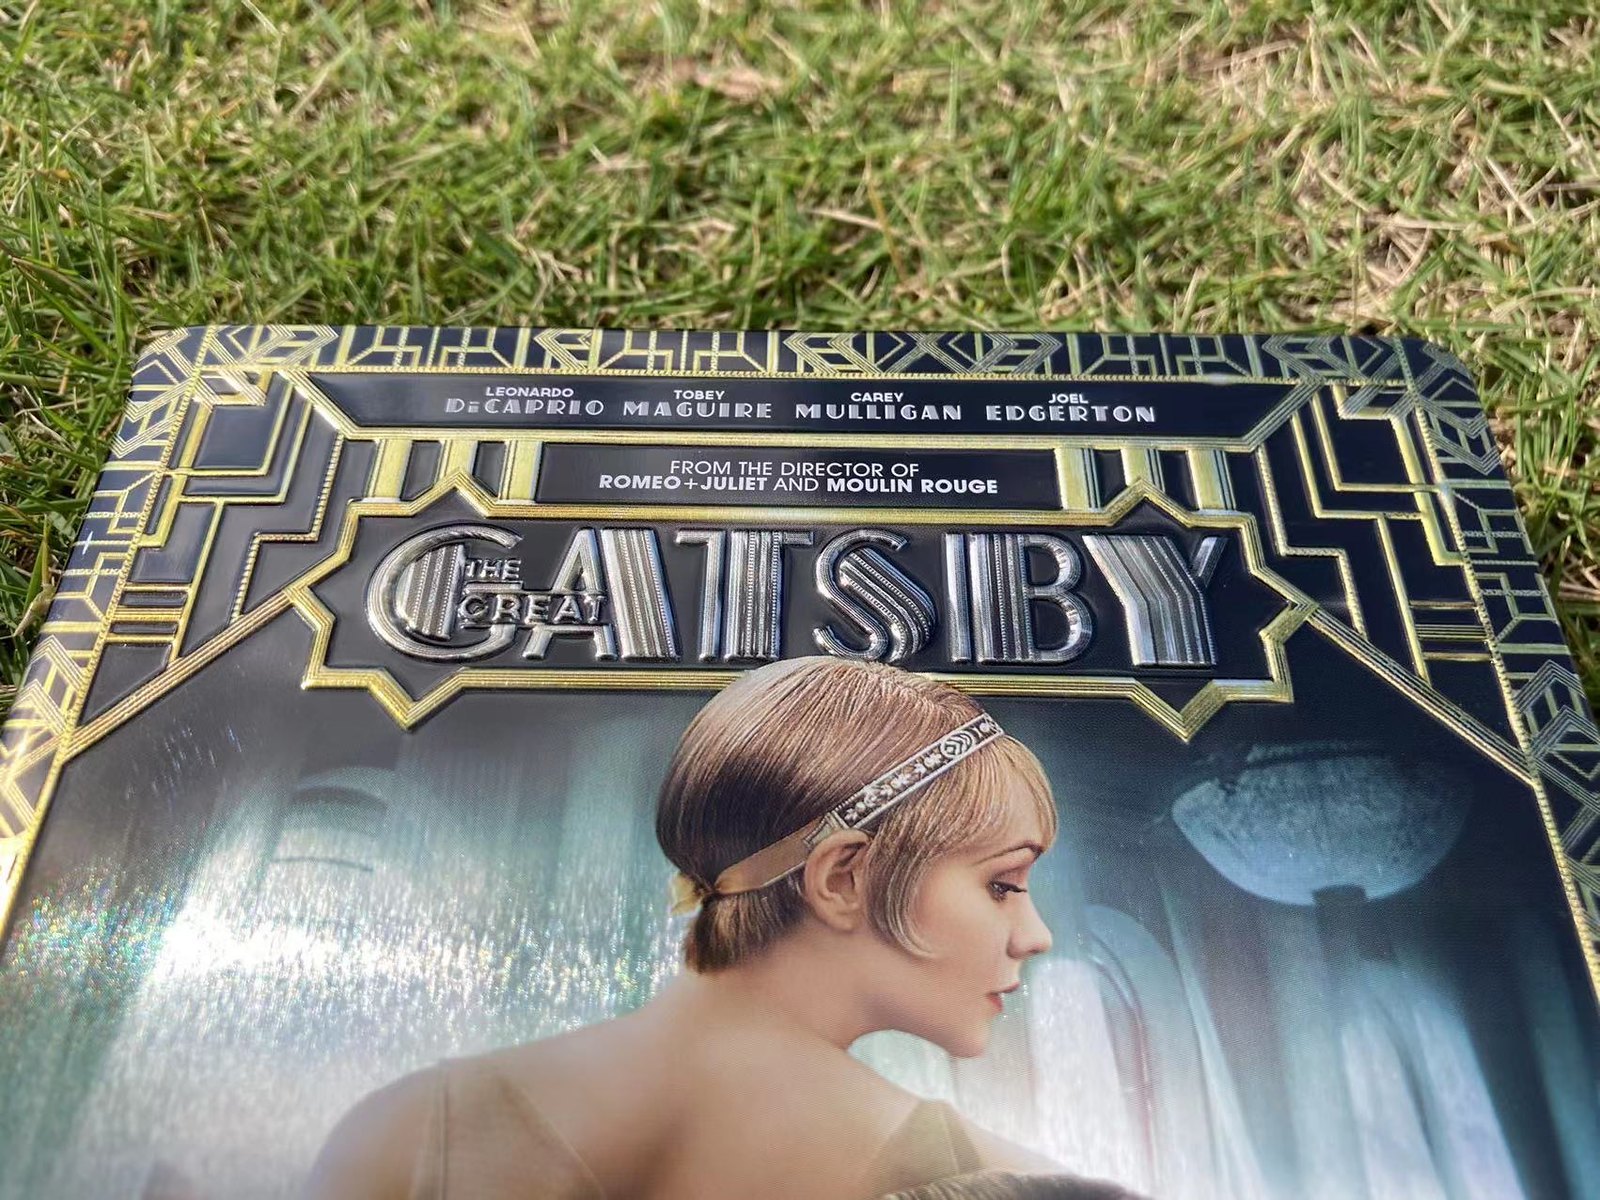 LEONARDO TOBEY CAREY JOEL
DiCAPRIO MAGUIRE MULLIGAN EDGERTON
FROM THE DIRECTOR OF
ROMEO+JULIET AND MOULIN ROUGE
THE
GREAT
GATSBY